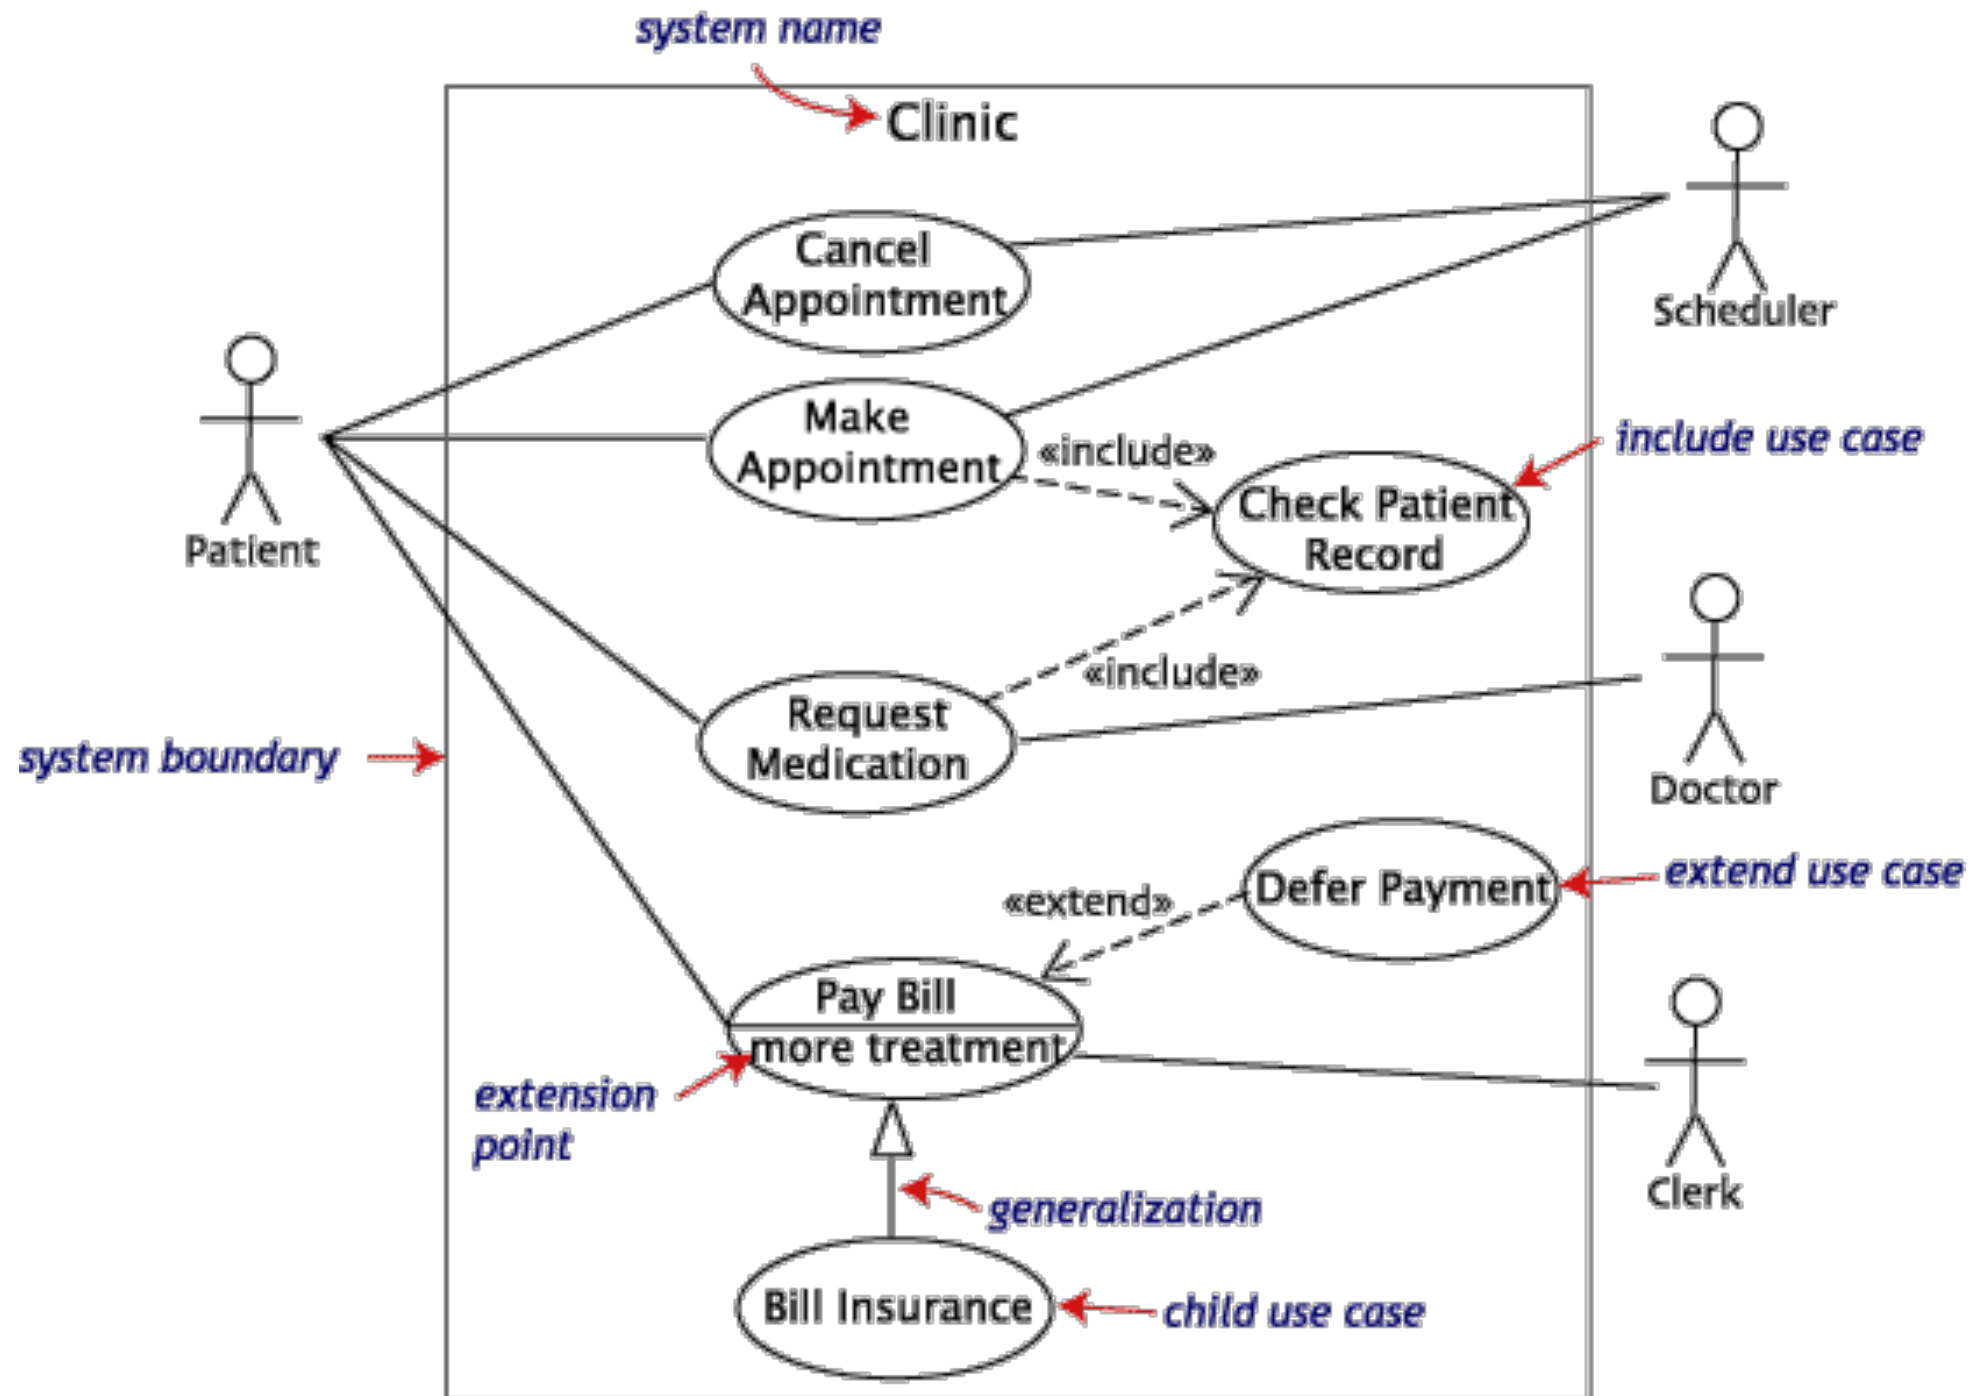 system name
Clinic
Cancel
Appointment
Scheduler
Make
Appointment
«include»
include use case
Check Patient
Record
Patient
«include»
Request
Medication
system boundary
Doctor
Defer Payment
extend use case
«extend»
Pay Bill
more treatment
extension
point
Clerk
generalization
Bill Insurance
child use case